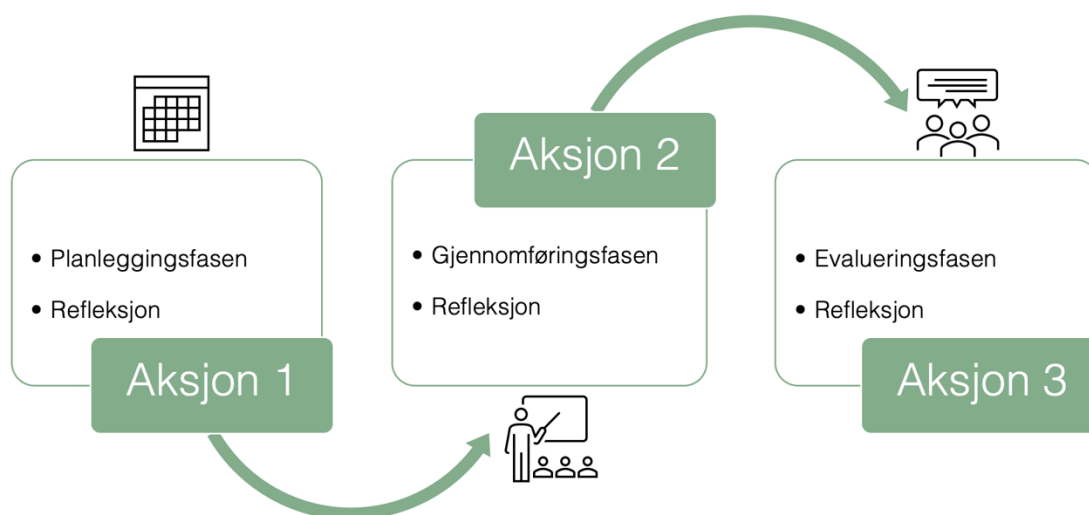 • Planleggingsfasen
• Refleksjon
Aksjon 1
Aksjon 2
• Gjennomføringsfasen
• Refleksjon
• Evalueringsfasen
• Refleksjon
Aksjon 3